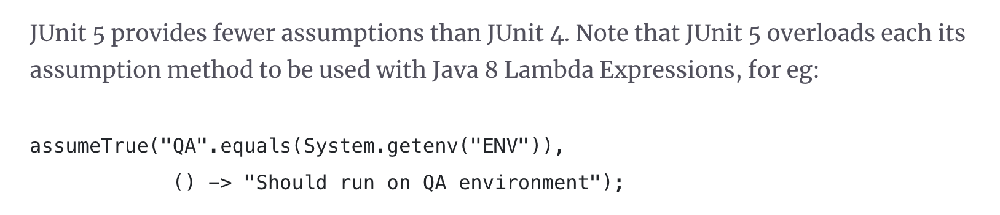 JUnit 5 provides fewer assumptions than JUnit 4. Note that JUnit 5 overloads each its
assumption method to be used with Java 8 Lambda Expressions, for eg:
assumeTrue("QA".equals(System.getenv("ENV")),
() -> "Should run on QA environment");